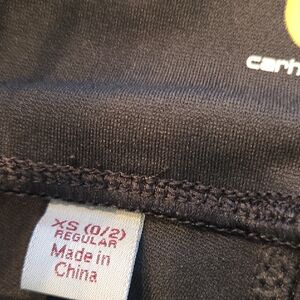 carh
XS (0/2)
REGULAR
Made in
China